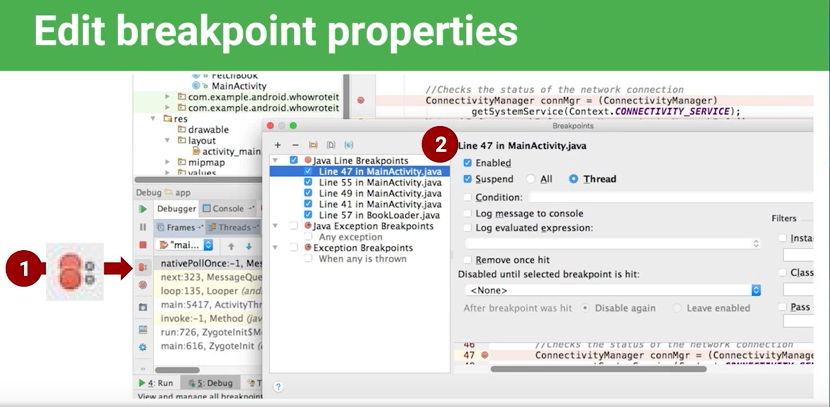 Edit breakpoint properties
FetchBook
MainActivity
com.example.android.whowroteit
com.example.android.whowroteit
res
drawable
layout
activity_main.
mipmap
values
//Checks the status of the network connection
ConnectivityManager connMgr = (ConnectivityManager)
getSystemService(Context.CONNECTIVITY_SERVICE);
Debug app
Debugger Console
Frames Threads
"mai...
nativePollOnce:-1, Mes
next:323, MessageQue
loop:135, Looper (and
main:5417, ActivityThr
invoke:-1, Method (jav
run:726, ZygoteInit$M
main:616, ZygoteInit (
4: Run 5: Debug T
View and manage all breakpoint
1
Breakpoints
Java Line Breakpoints
Line 47 in MainActivity.java
Line 55 in MainActivity.java
Line 49 in MainActivity.java
Line 41 in MainActivity.java
Line 57 in BookLoader.java
Java Exception Breakpoints
Any exception
Exception Breakpoints
When any is thrown
?
2
Line 47 in MainActivity.java
Enabled
Suspend All Thread
Condition:
Log message to console
Log evaluated expression:
Remove once hit
Disabled until selected breakpoint is hit:
<None>
After breakpoint was hit Disable again Leave enabled
Filters
Insta
Class
Pass
46 //Checks the status of the network connection
47 ConnectivityManager connMgr = (ConnectivityManag